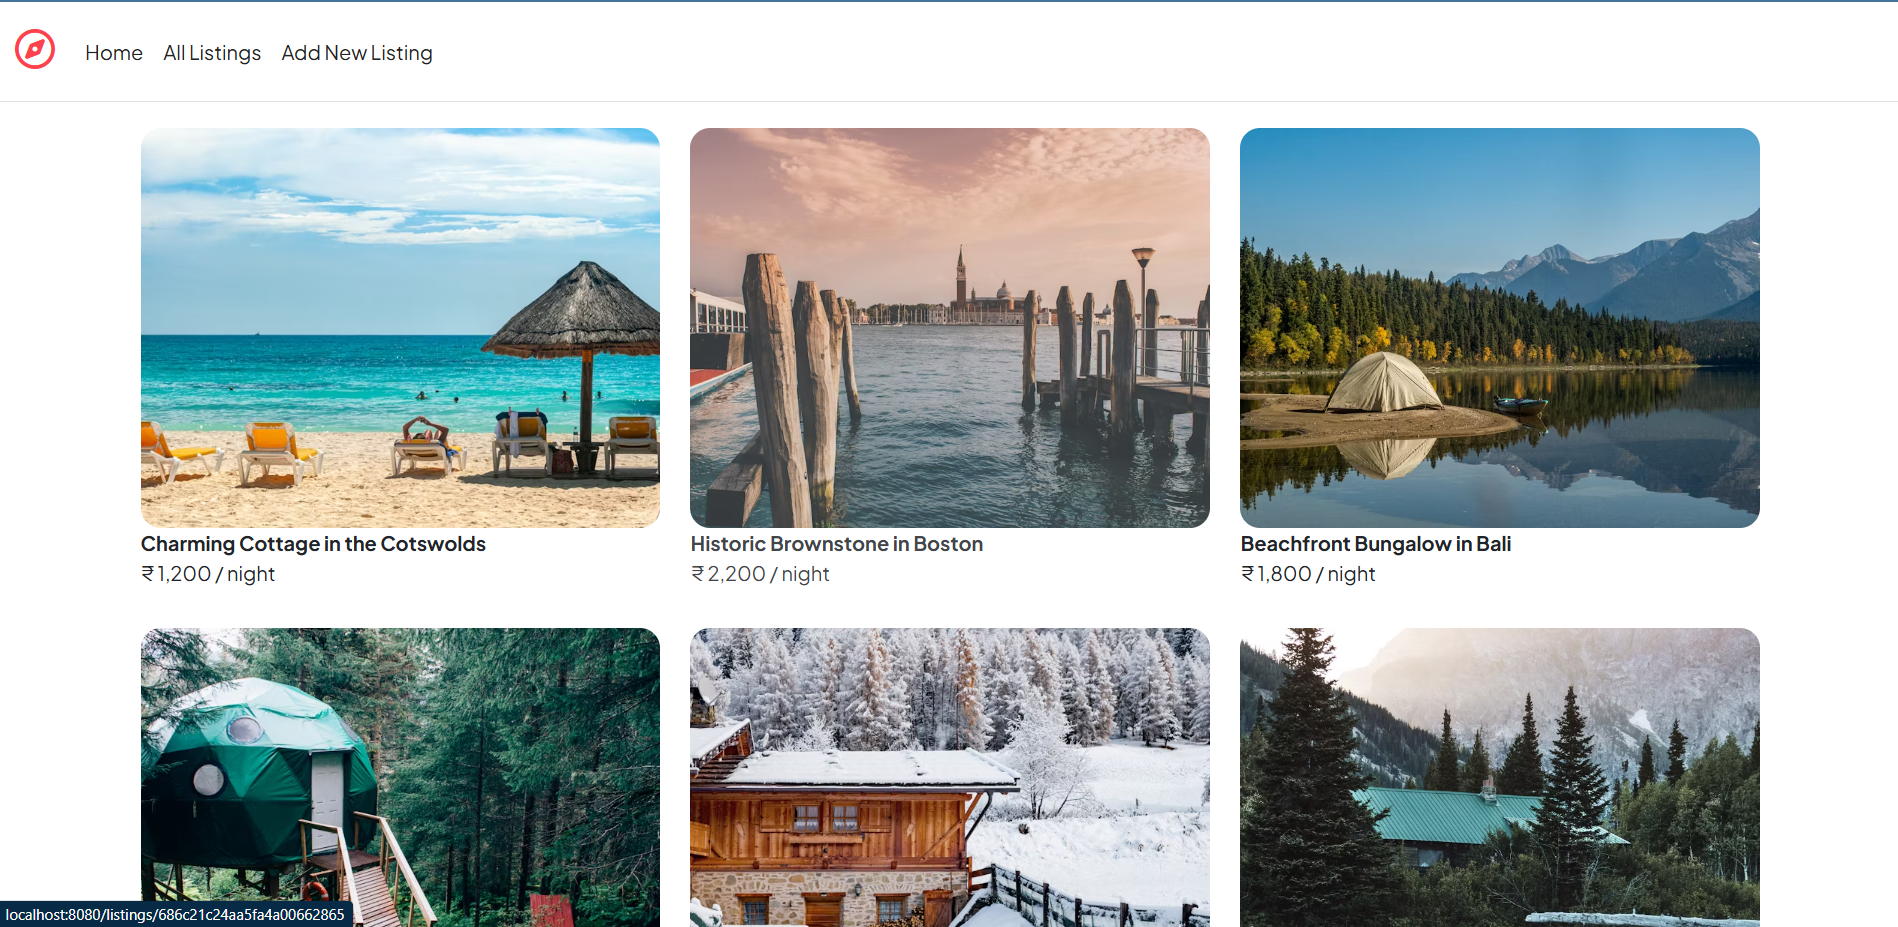 Home All Listings Add New Listing
Charming Cottage in the Cotswolds
₹1,200 / night
Historic Brownstone in Boston
₹2,200 / night
Beachfront Bungalow in Bali
₹1,800 / night
localhost:8080/listings/686c21c24aa5fa4a00662865